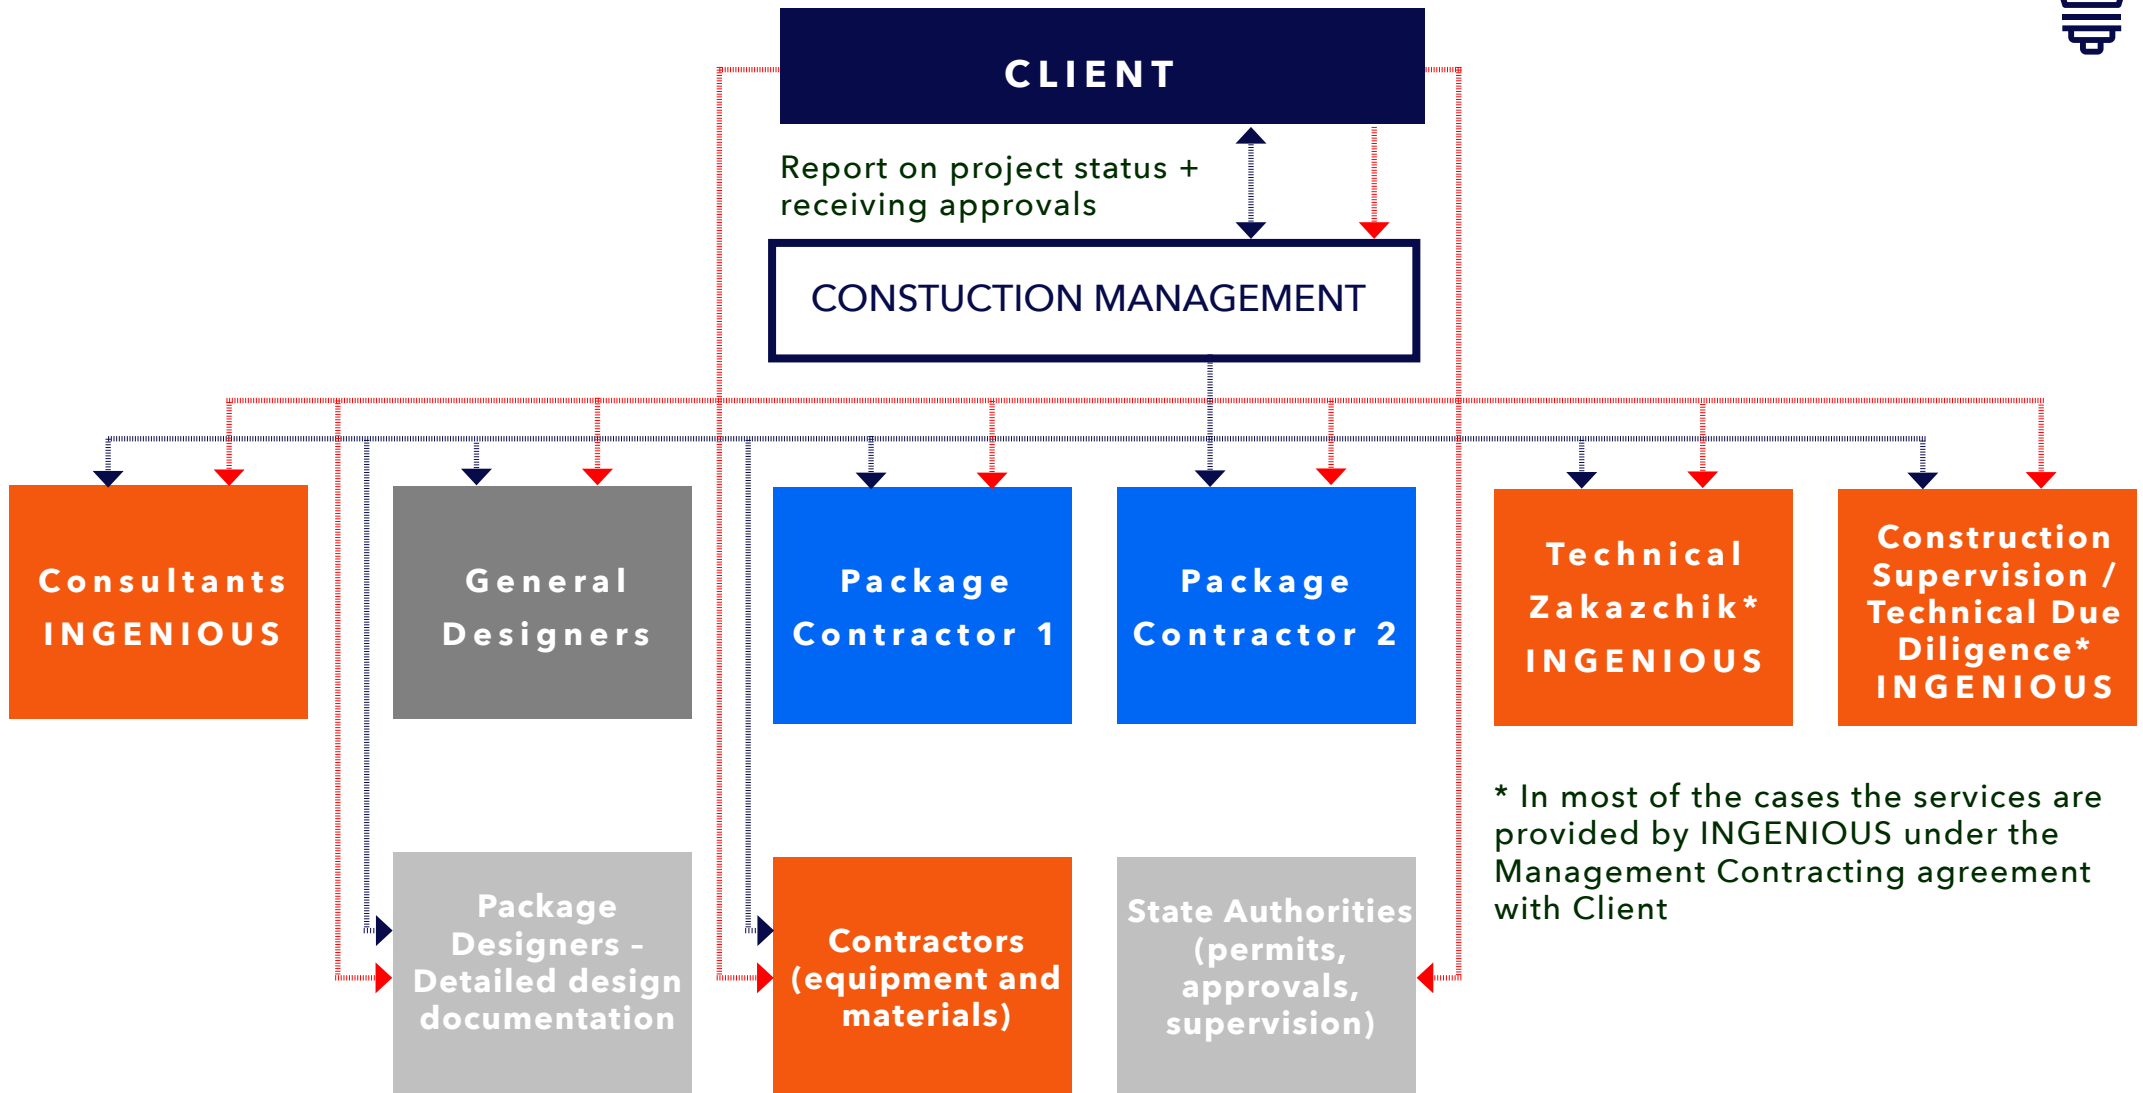 CLIENT
Report on project status +
receiving approvals
CONSTUCTION MANAGEMENT
Consultants
INGENIOUS
General
Designers
Package
Contractor 1
Package
Contractor 2
Technical
Zakazchik*
INGENIOUS
Construction
Supervision /
Technical Due
Diligence*
INGENIOUS
* In most of the cases the services are
provided by INGENIOUS under the
Management Contracting agreement
with Client
Package
Designers –
Detailed design
documentation
Contractors
(equipment and
materials)
State Authorities
(permits,
approvals,
supervision)